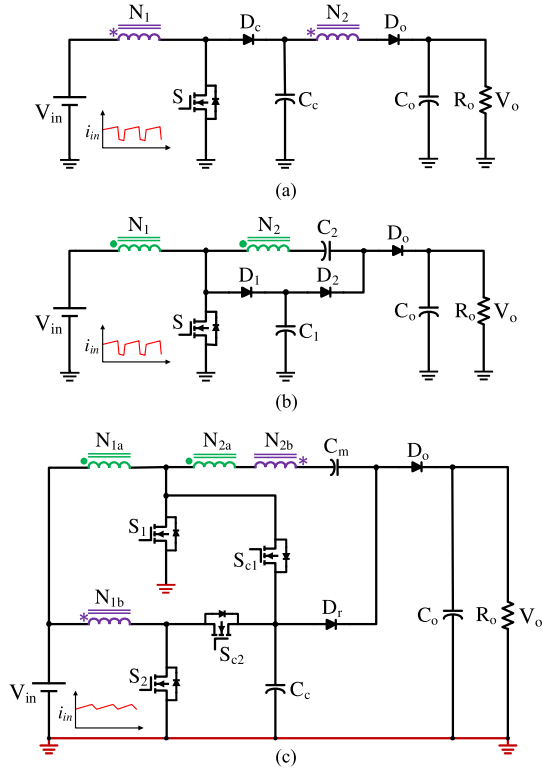 N1 Dc N2 Do
*
*
Vin
iin
S
Cc
Co
Ro
Vo
(a)
N1 N2 C2 Do
D1 D2
Vin
iin
S
C1
Co
Ro
Vo
(b)
N1a N2a N2b Cm Do
*
S1
Sc1
N1b
*
Dr
Sc2
Co
Ro
Vo
Vin
iin
S2
Cc
(c)